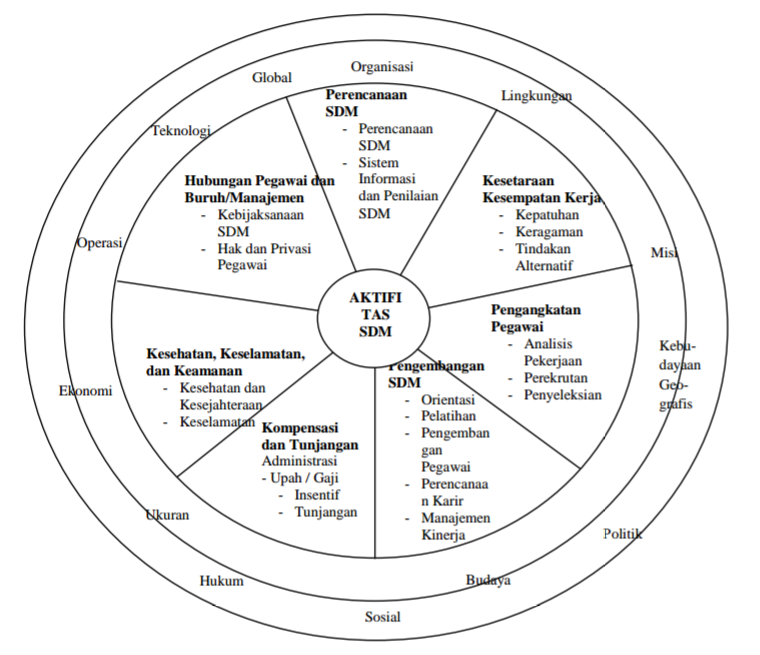 Organisasi
Global
Lingkungan
Teknologi
Operasi
Misi
Kebu-
dayaan
Geo-
grafis
Ekonomi
Ukuran
Politik
Hukum
Budaya
Sosial
Perencanaan
SDM
- Perencanaan
SDM
- Sistem
Informasi
dan Penilaian
SDM
Hubungan Pegawai dan
Buruh/Manajemen
- Kebijaksanaan
SDM
- Hak dan Privasi
Pegawai
Kesetaraan
Kesempatan Kerja
- Kepatuhan
- Keragaman
- Tindakan
Alternatif
AKTIFI
TAS
SDM
Pengangkatan
Pegawai
- Analisis
Pekerjaan
- Perekrutan
- Penyeleksian
Kesehatan, Keselamatan,
dan Keamanan
- Kesehatan dan
Kesejahteraan
- Keselamatan
Kompensasi
dan Tunjangan
Administrasi
- Upah / Gaji
- Insentif
- Tunjangan
Pengembangan
SDM
- Orientasi
- Pelatihan
- Pengemban
gan
Pegawai
- Perencanaa
n Karir
- Manajemen
Kinerja